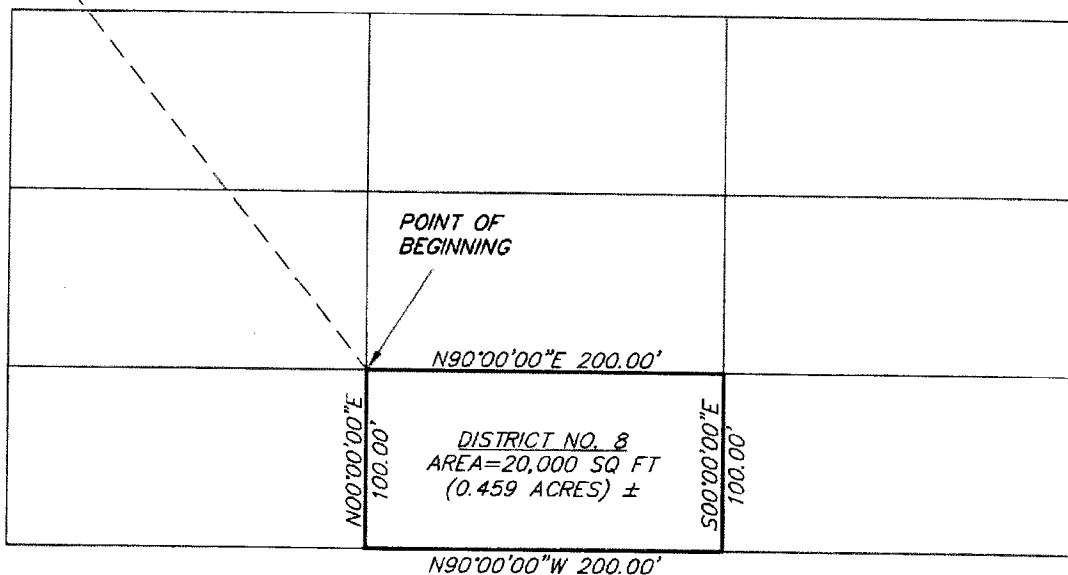 POINT OF
BEGINNING
N90°00'00"E 200.00'
N00°00'00"E
100.00'
DISTRICT NO. 8
AREA=20,000 SQ FT
(0.459 ACRES) ±
S00°00'00"E
100.00'
N90°00'00"W 200.00'